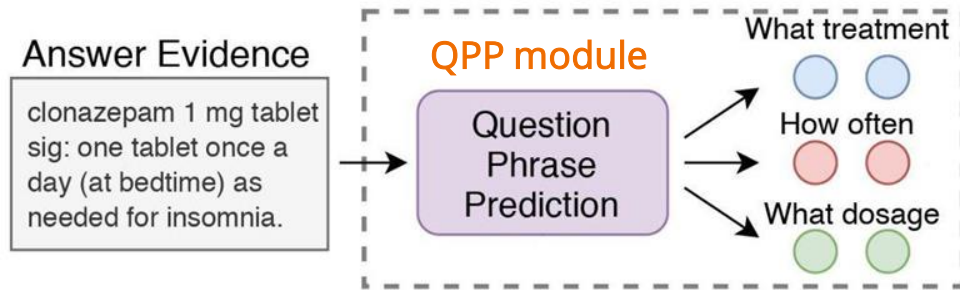 Answer Evidence
clonazepam 1 mg tablet
sig: one tablet once a
day (at bedtime) as
needed for insomnia.
QPP module
Question
Phrase
Prediction
What treatment
How often
What dosage